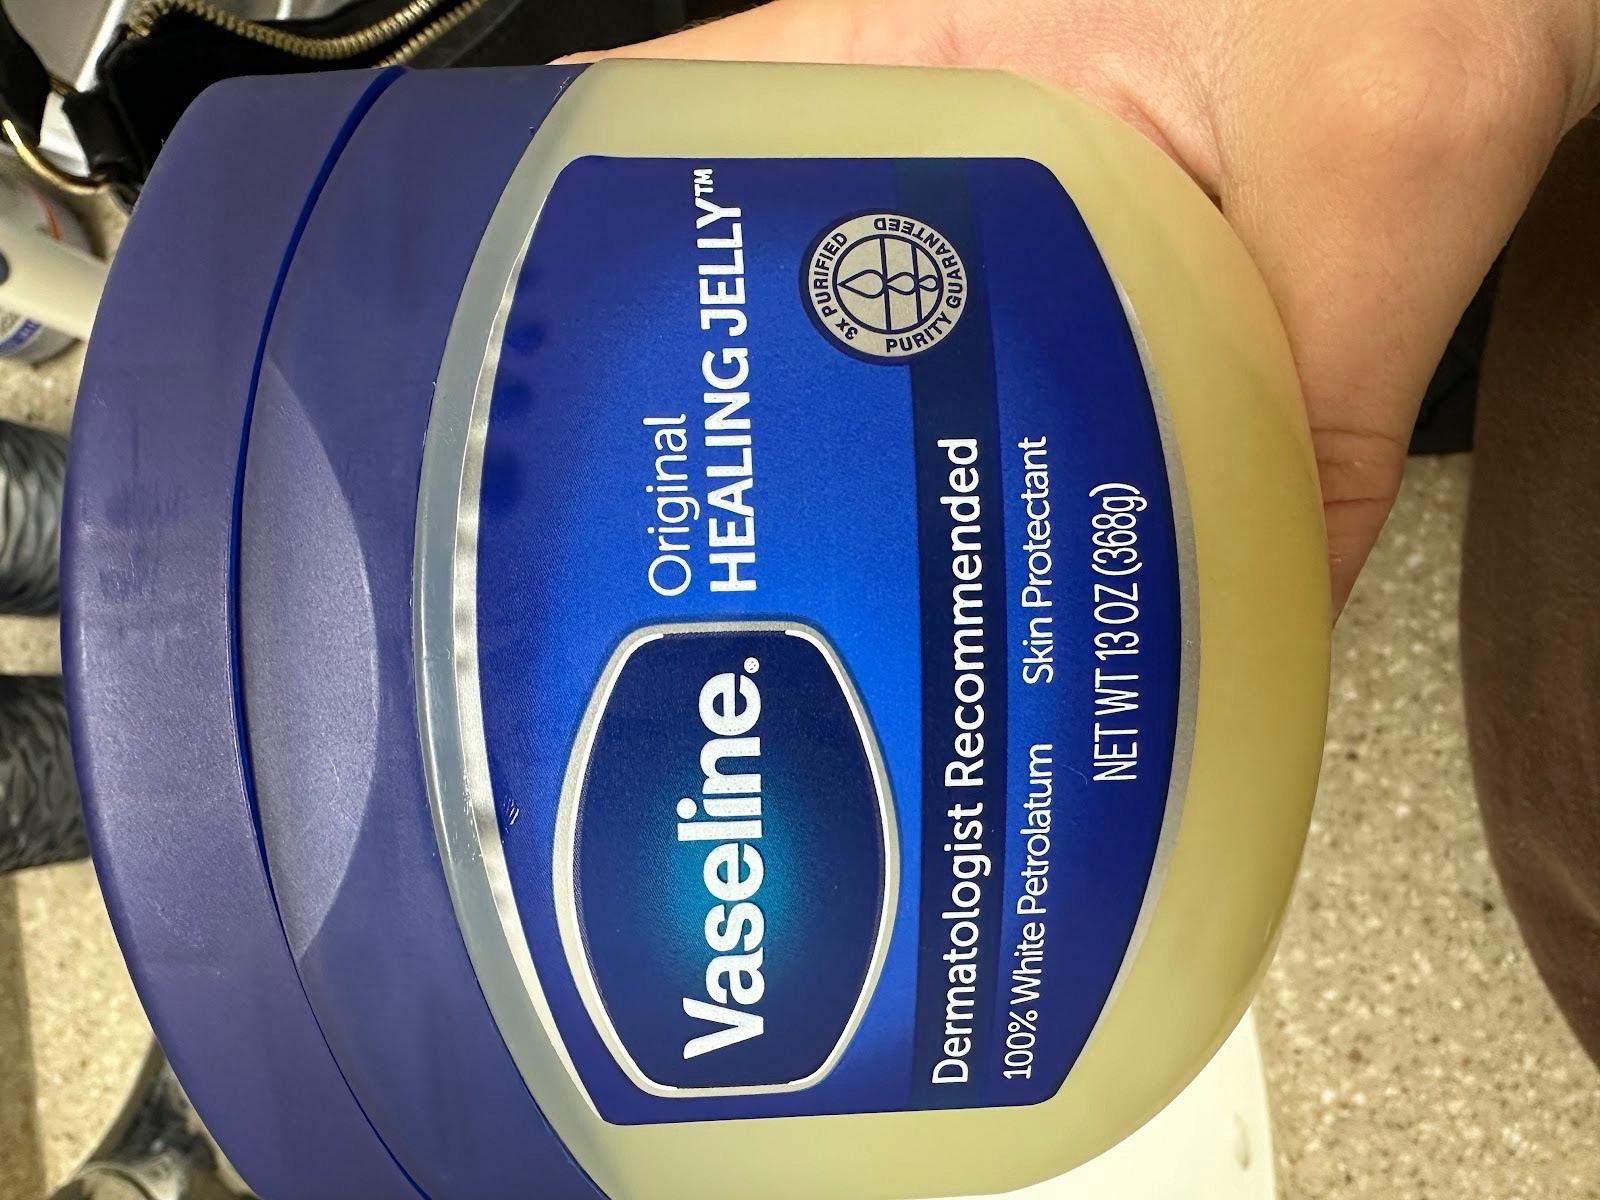 Vaseline®
Original
HEALING JELLY™
3X PURIFIED
PURITY GUARANTEED
Dermatologist Recommended
100% White Petrolatum Skin Protectant
NET WT 13 OZ (368g)